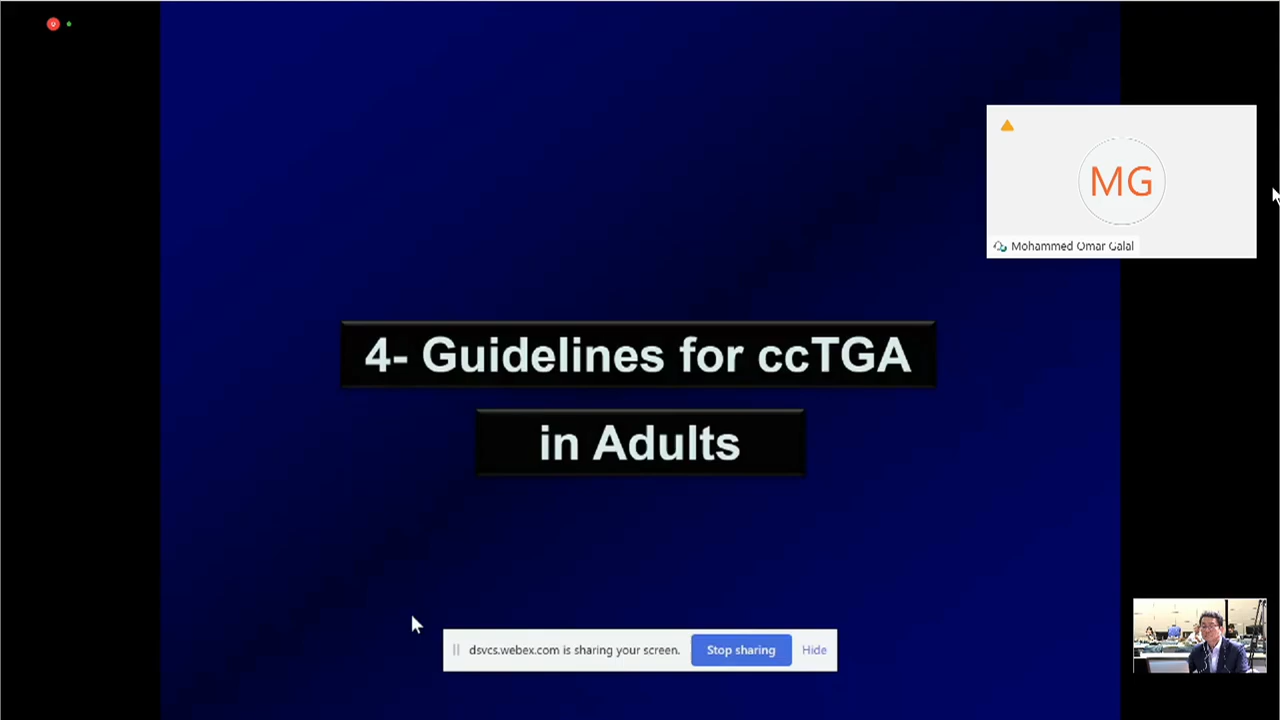 MG
Mohammed Omar Galal
4- Guidelines for ccTGA
in Adults
dsvcs.webex.com is sharing your screen. Stop sharing Hide